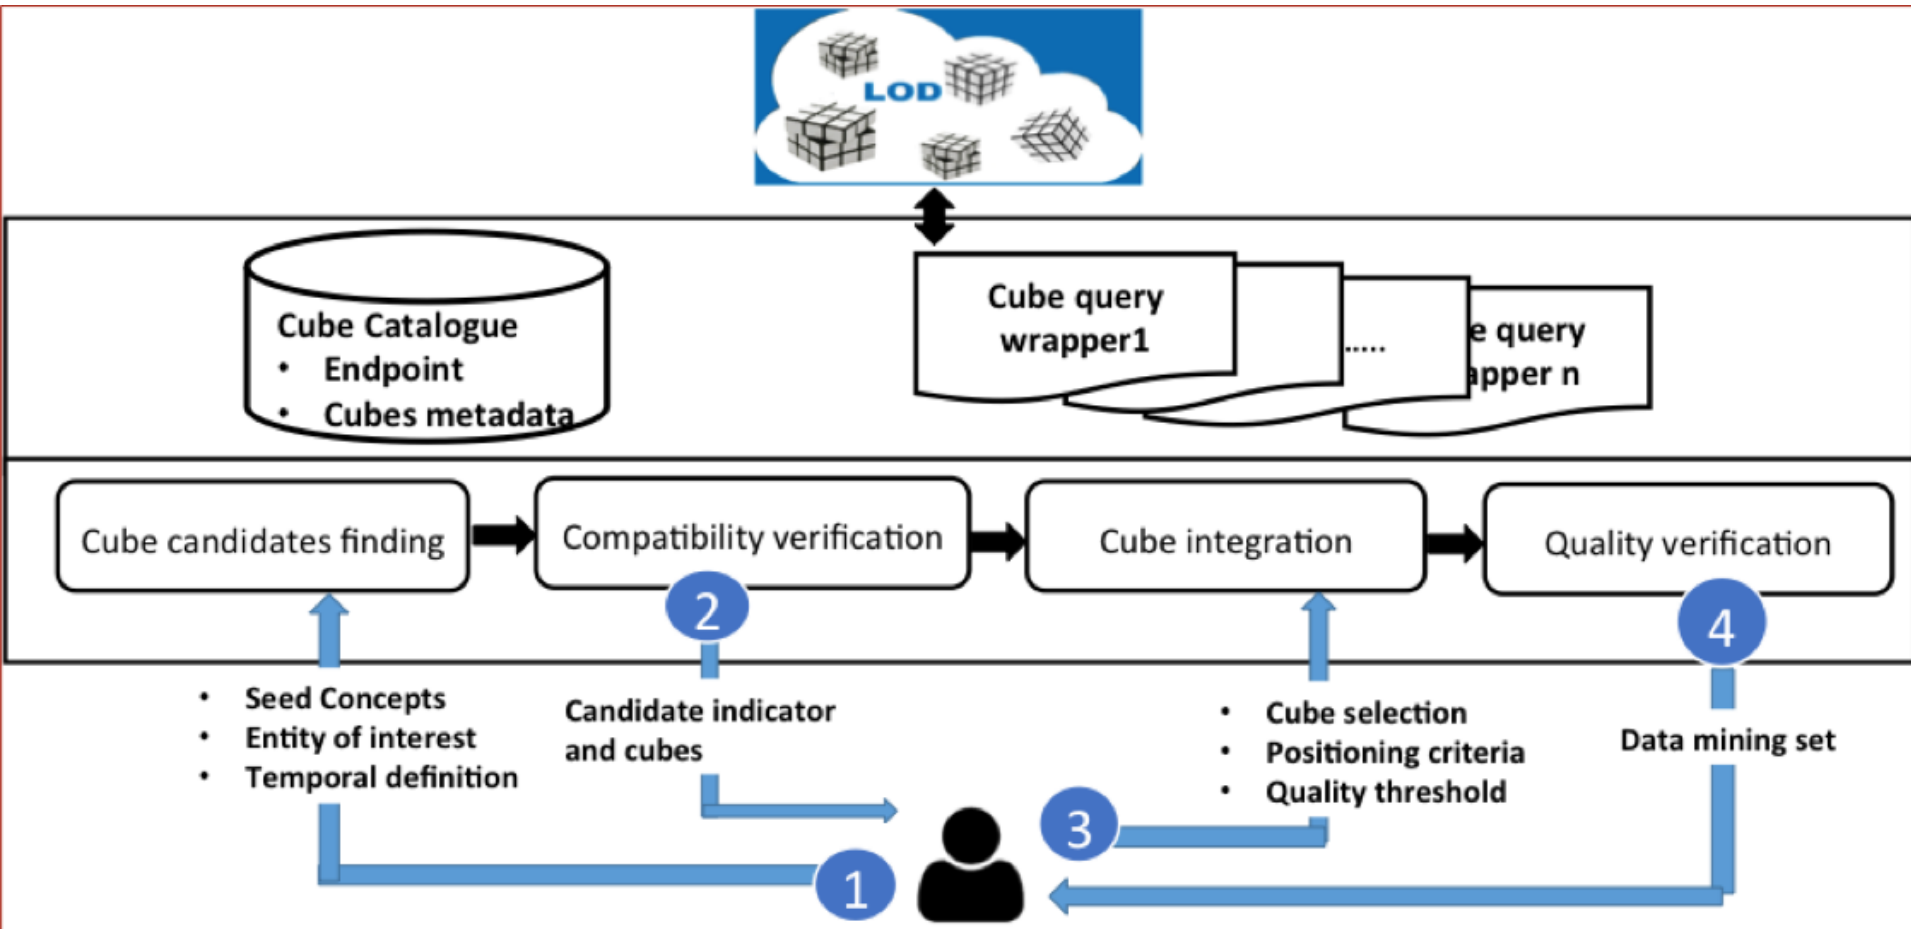 LOD
Cube Catalogue
• Endpoint
• Cubes metadata
Cube query
wrapper1
.....
e query
apper n
Cube candidates finding
Compatibility verification
Cube integration
Quality verification
2
4
• Seed Concepts
• Entity of interest
• Temporal definition
Candidate indicator
and cubes
• Cube selection
• Positioning criteria
• Quality threshold
Data mining set
3
1